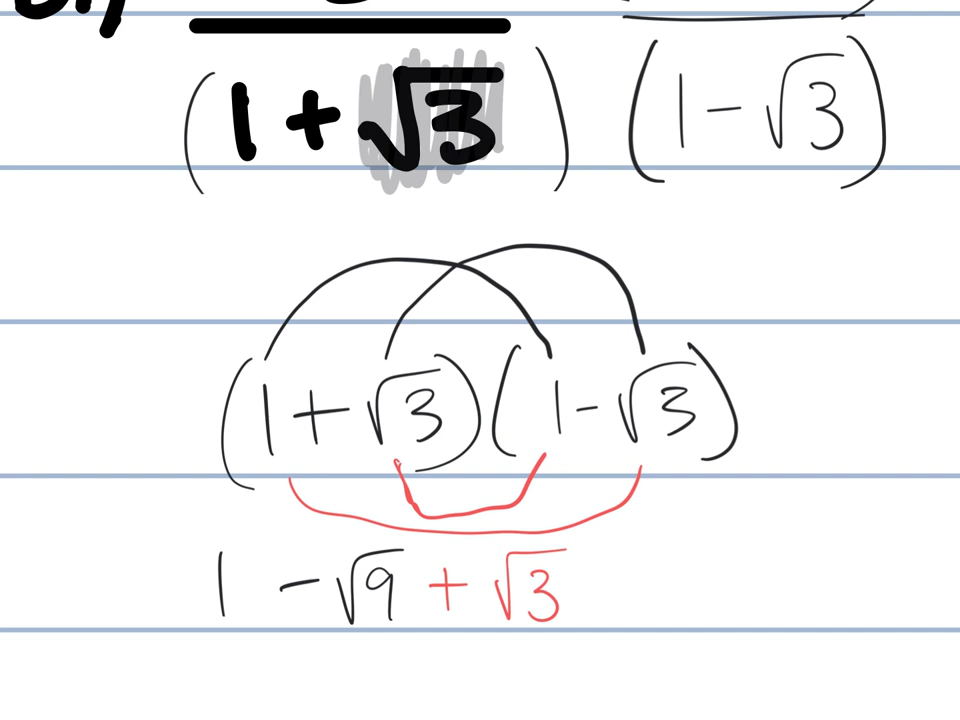 (1 + √3) (1 - √3)
(1 + √3) (1 - √3)
1 - √9 + √3